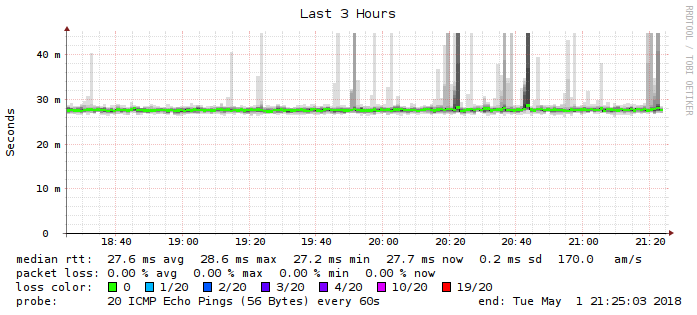 Last 3 Hours
RRDTOOL / TOBI OETIKER
Seconds
40 m
30 m
20 m
10 m
0
18:40 19:00 19:20 19:40 20:00 20:20 20:40 21:00 21:20
median rtt: 27.6 ms avg 28.6 ms max 27.2 ms min 27.7 ms now 0.2 ms sd 170.0 am/s
packet loss: 0.00 % avg 0.00 % max 0.00 % min 0.00 % now
loss color: 0 1/20 2/20 3/20 4/20 10/20 19/20
probe: 20 ICMP Echo Pings (56 Bytes) every 60s end: Tue May 1 21:25:03 2018